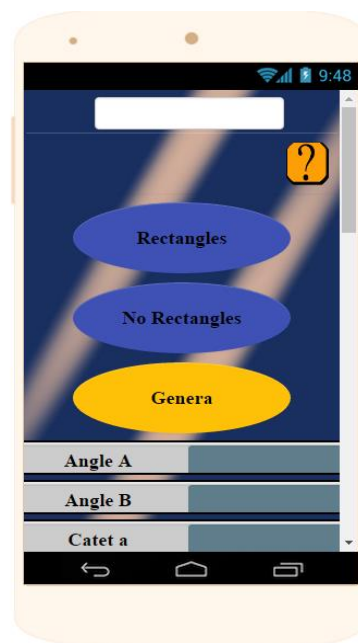 9:48
?
Rectangles
No Rectangles
Genera
Angle A
Angle B
Catet a